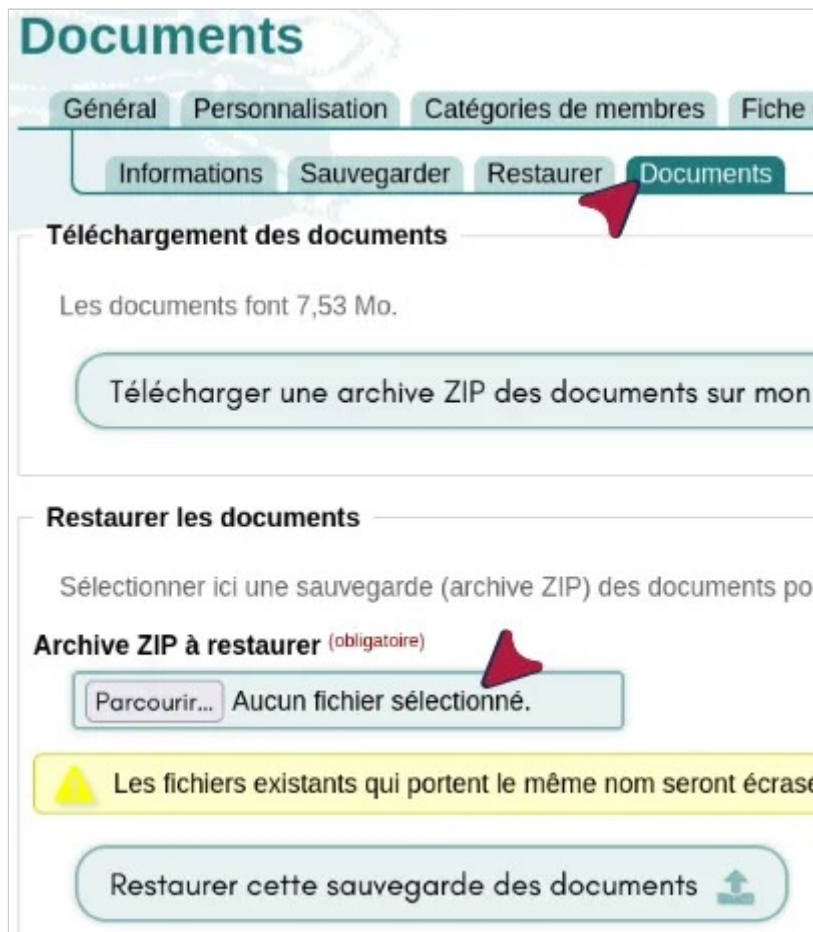 Documents
Général Personnalisation Catégories de membres Fiche
Informations Sauvegarder Restaurer Documents
Téléchargement des documents
Les documents font 7,53 Mo.
Télécharger une archive ZIP des documents sur mon
Restaurer les documents
Sélectionner ici une sauvegarde (archive ZIP) des documents po
Archive ZIP à restaurer (obligatoire)
Parcourir... Aucun fichier sélectionné.
Les fichiers existants qui portent le même nom seront écrasé
Restaurer cette sauvegarde des documents